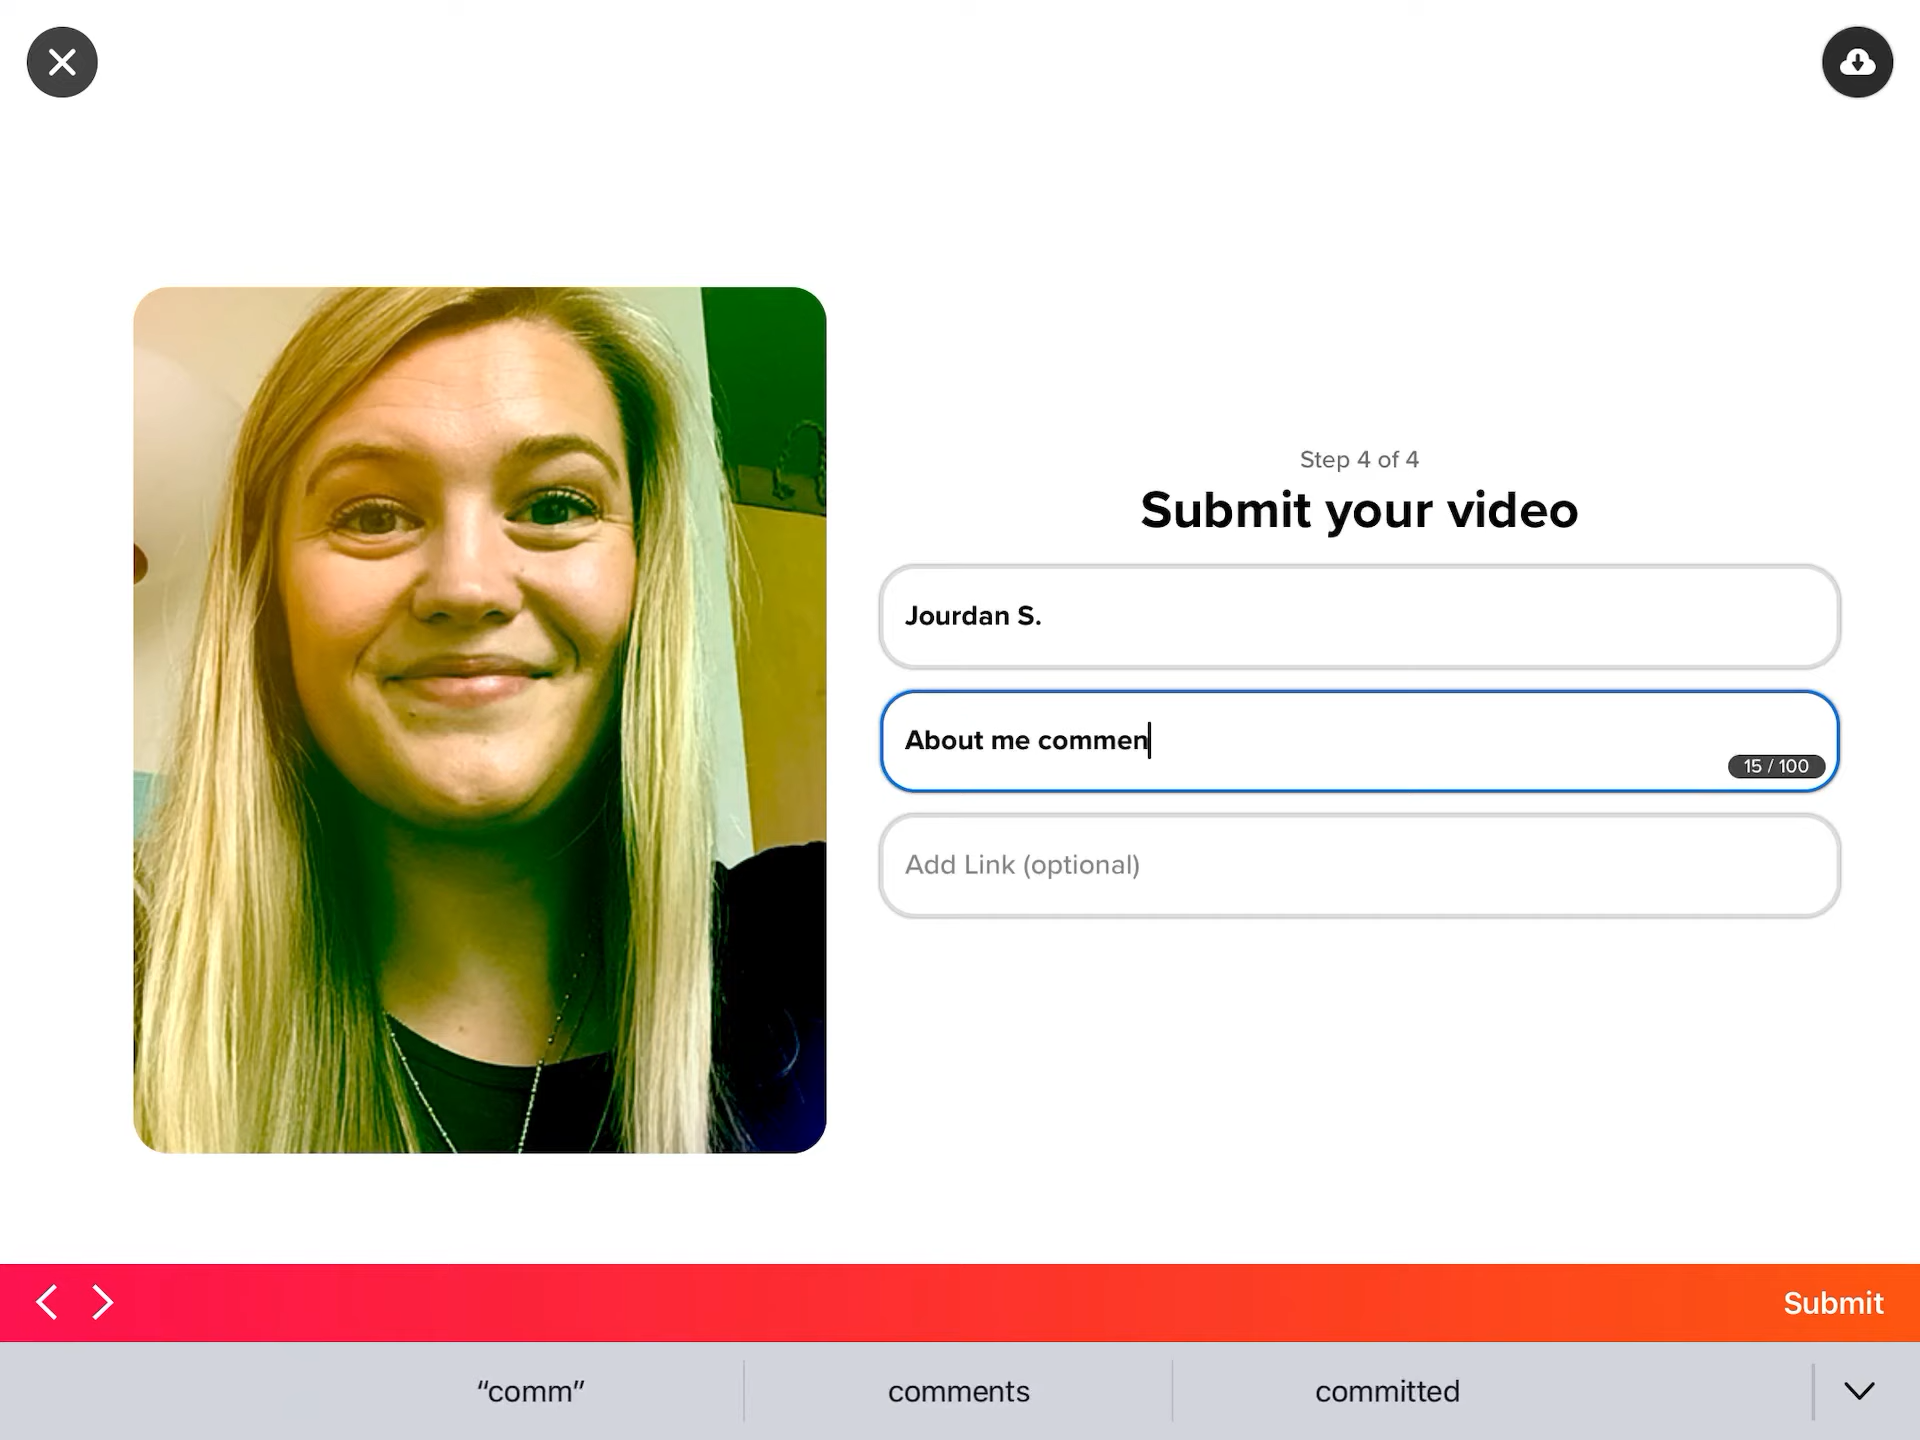 Step 4 of 4
Submit your video
Jourdan S.
About me commen
15 / 100
Add Link (optional)
Submit
“comm”
comments
committed